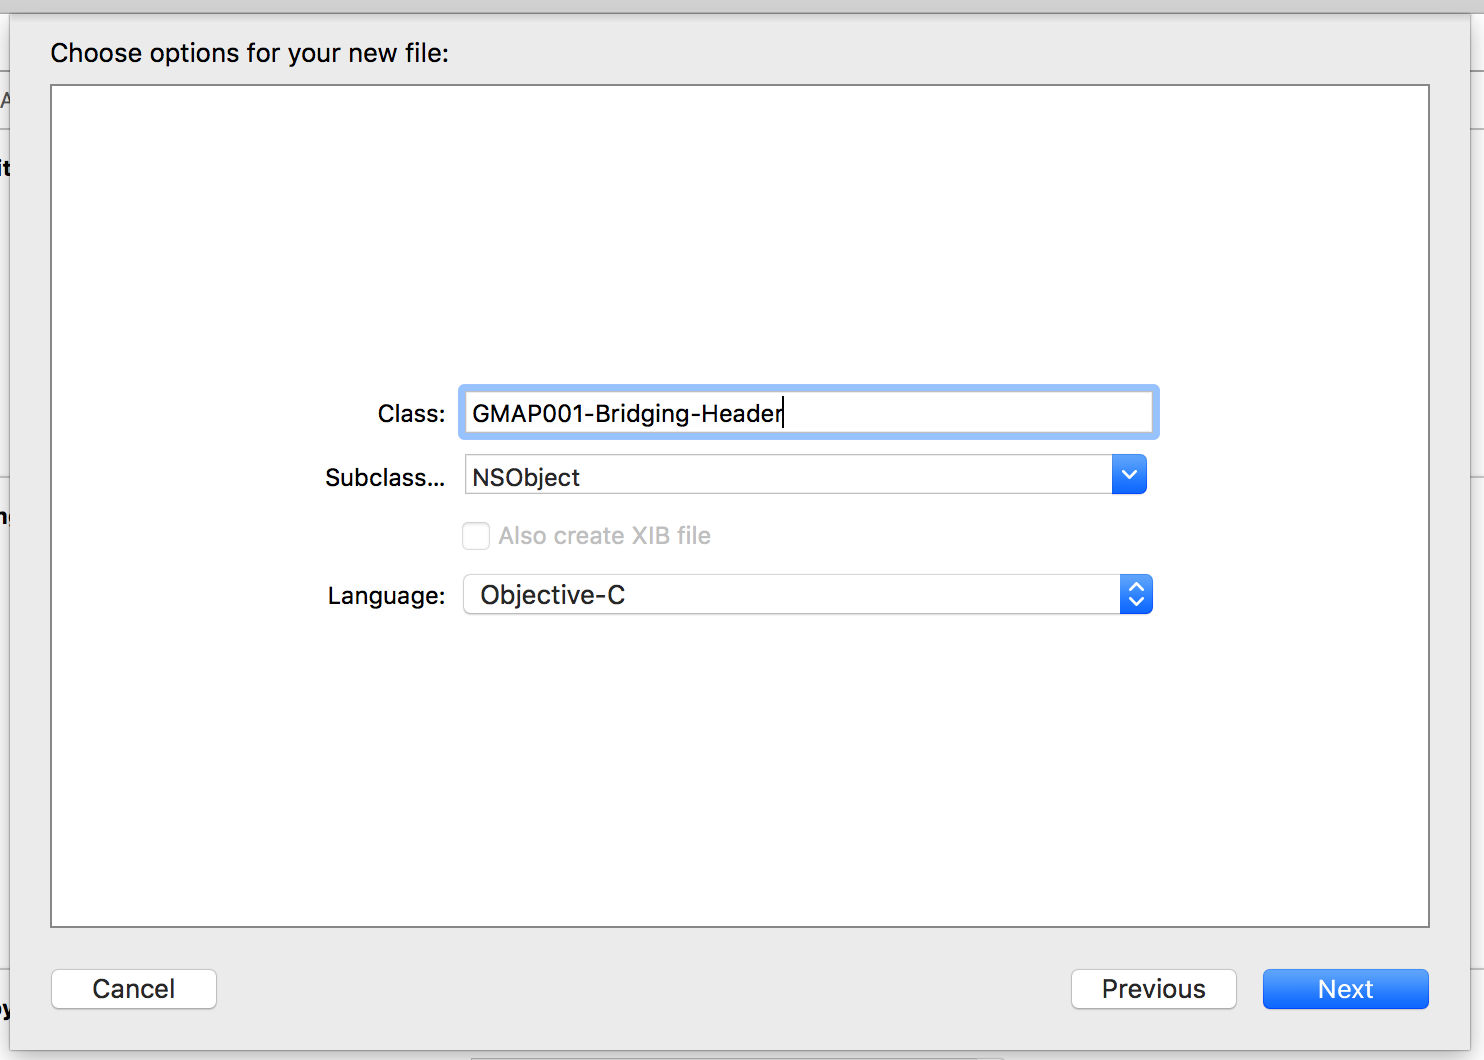 Choose options for your new file:
Class: GMAP001-Bridging-Header
Subclass... NSObject
Also create XIB file
Language: Objective-C
Cancel Previous Next